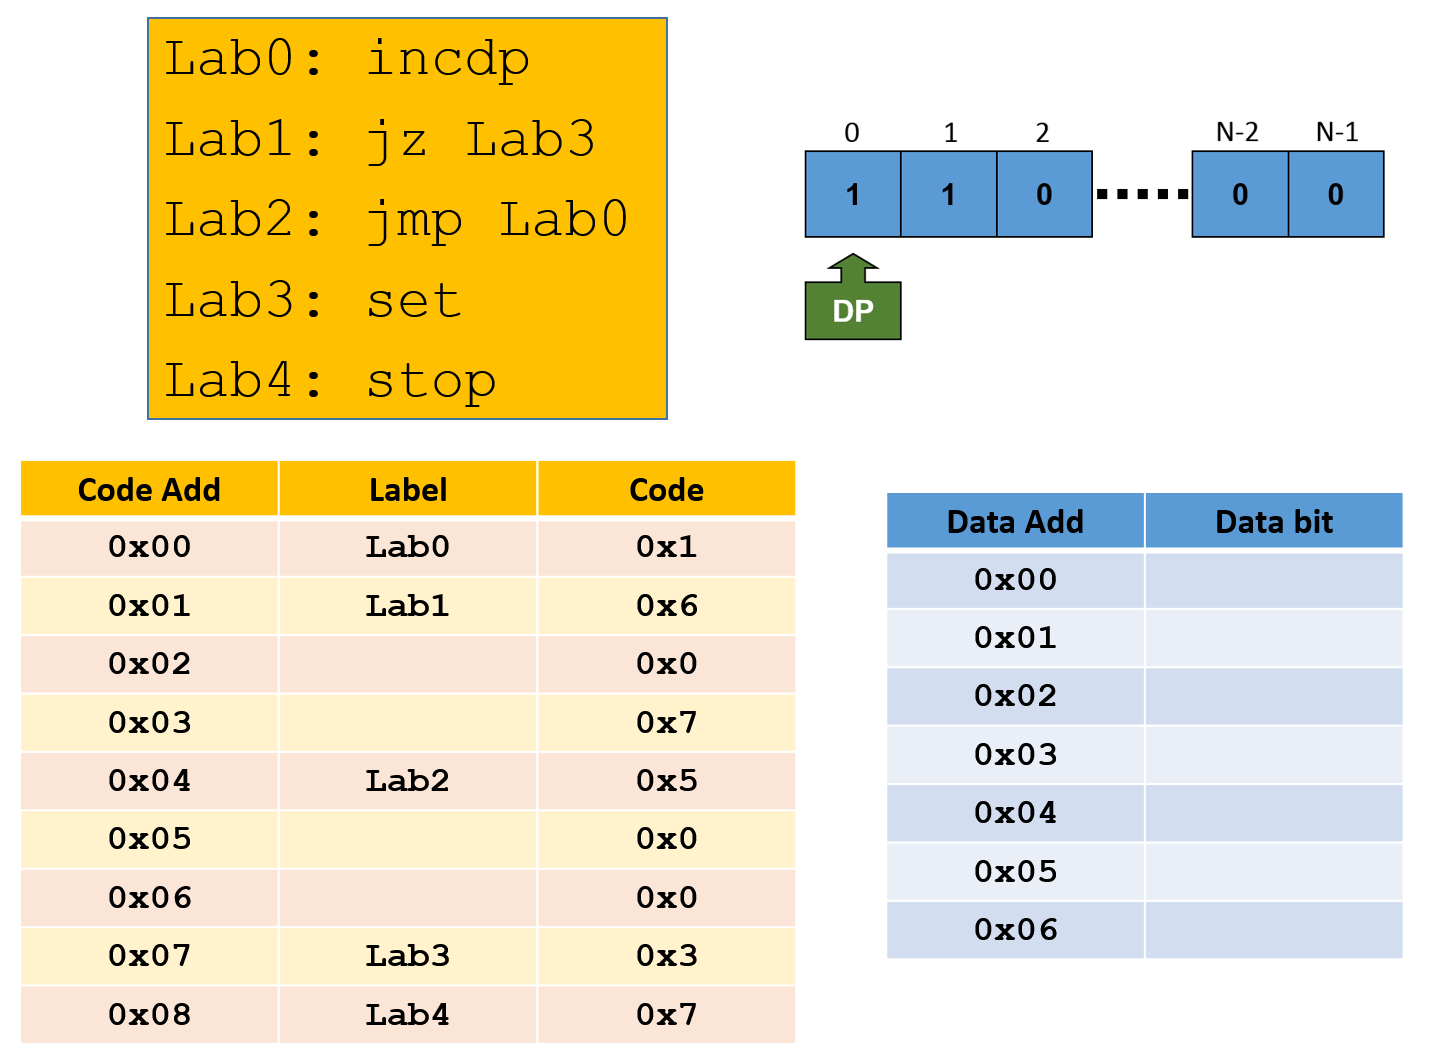 Lab0: incdp
Lab1: jz Lab3
Lab2: jmp Lab0
Lab3: set
Lab4: stop
0 1 2 N-2 N-1
1 1 0 0 0
DP
Code Add Label Code
0x00 Lab0 0x1
0x01 Lab1 0x6
0x02 0x0
0x03 0x7
0x04 Lab2 0x5
0x05 0x0
0x06 0x0
0x07 Lab3 0x3
0x08 Lab4 0x7
Data Add Data bit
0x00
0x01
0x02
0x03
0x04
0x05
0x06